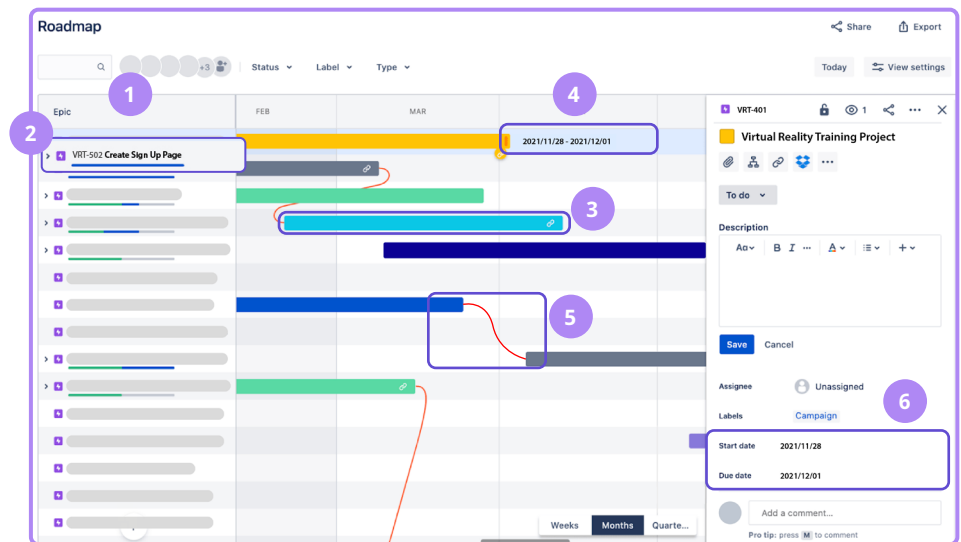 Roadmap
Share
Export
+3
Status
Label
Type
Today
View settings
1
4
Epic
FEB
MAR
2
VRT-502 Create Sign Up Page
2021/11/28 - 2021/12/01
3
5
VRT-401
1
Virtual Reality Training Project
To do
Description
Aa
B I ... A +
Save
Cancel
Assignee
Unassigned
6
Labels
Campaign
Start date
2021/11/28
Due date
2021/12/01
Add a comment...
Pro tip: press M to comment
Weeks
Months
Quarte...